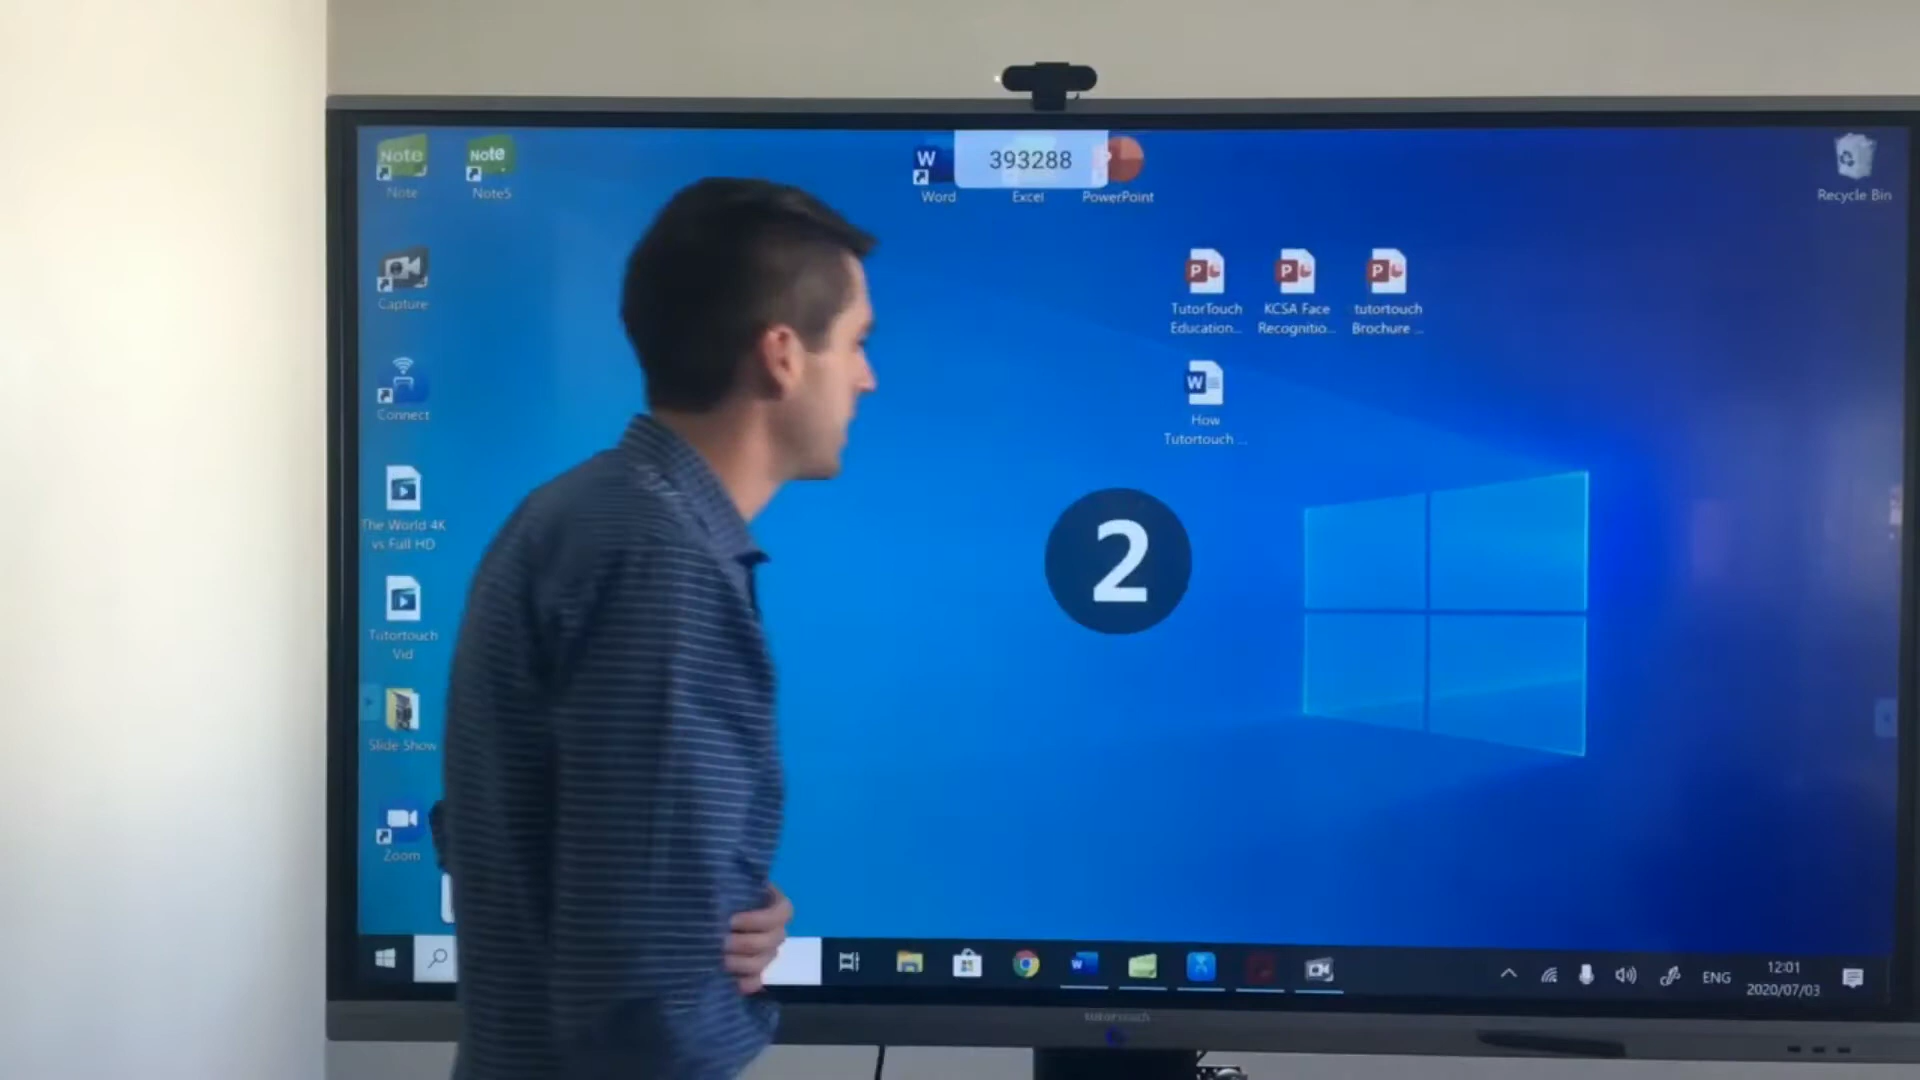 Note
Note
W
393288
P
Note
Note5
Word
Excel
PowerPoint
Recycle Bin
Capture
P
P
P
TutorTouch
Education...
KCSA Face
Recognitio...
tutortouch
Brochure ...
Connect
W
How
Tutortouch ...
The World 4K
vs Full HD
2
Tutortouch
Vid
Slide Show
Zoom
W
ENG
12:01
2020/07/03
tutortouch